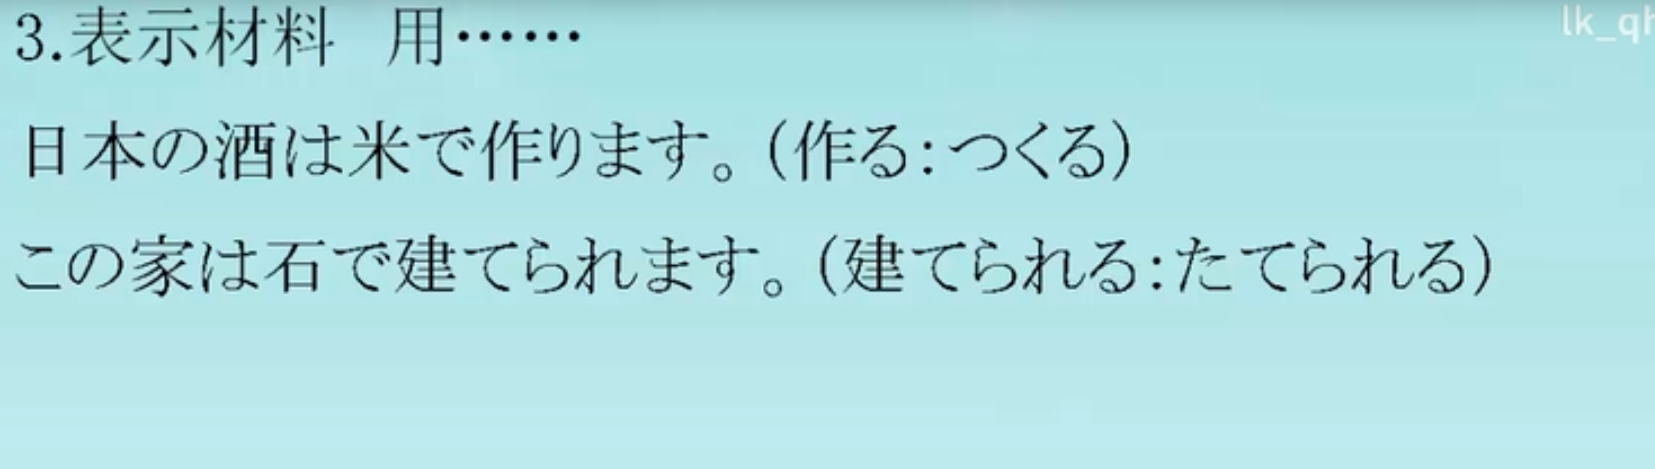 3.表示材料　用……
日本の酒は米で作ります。(作る:つくる)
この家は石で建てられます。(建てられる:たてられる)